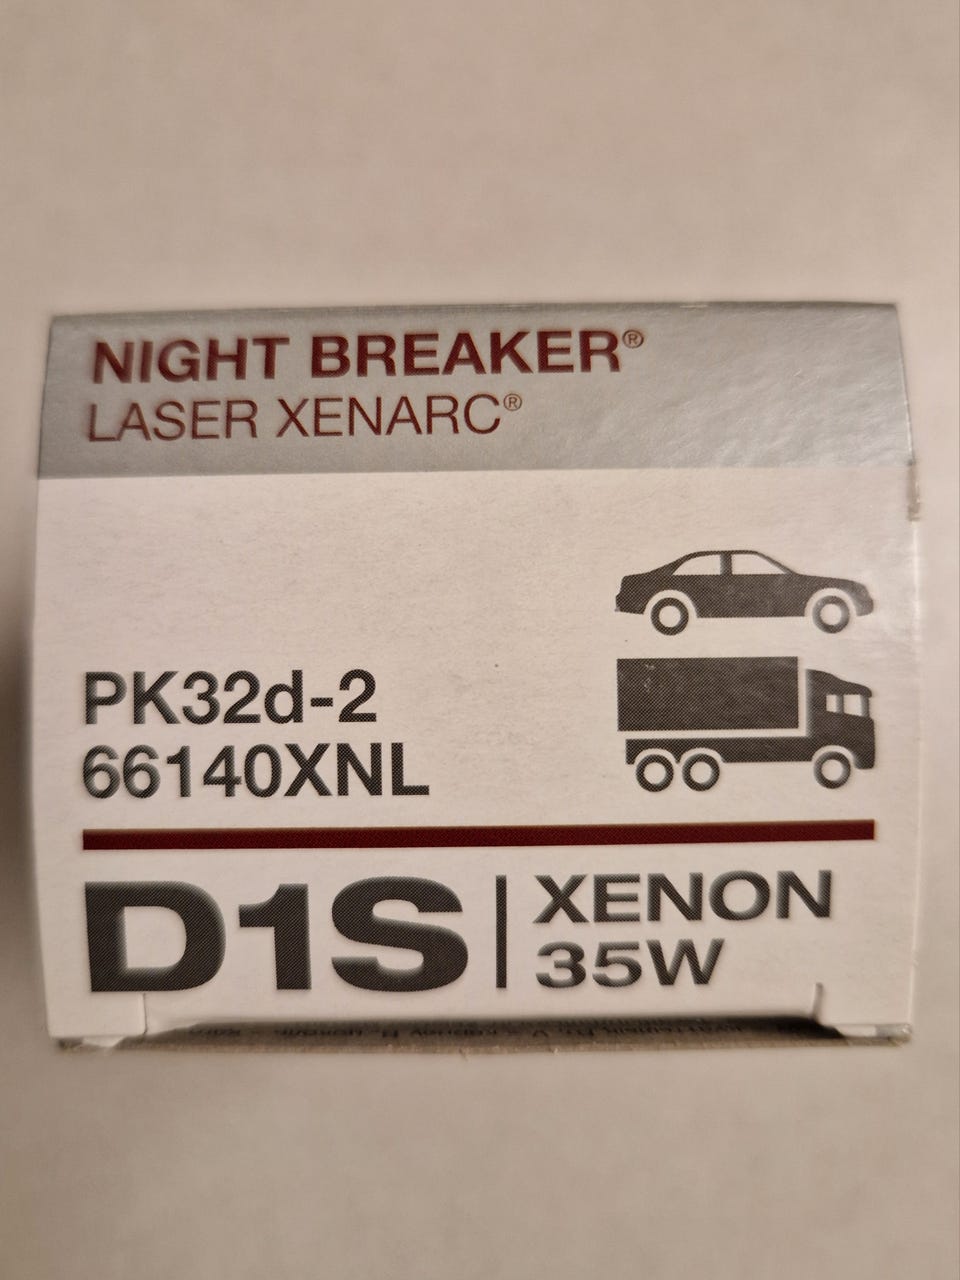 NIGHT BREAKER®
LASER XENARC®
PK32d-2
66140XNL
D1S
XENON
35W